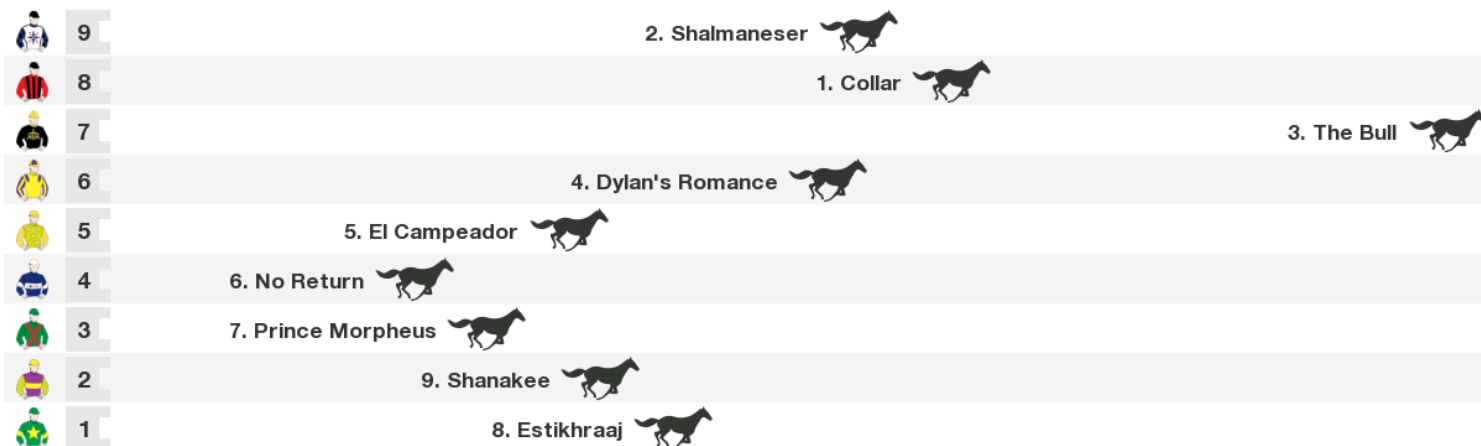 9 2. Shalmaneser
8 1. Collar
7 3. The Bull
6 4. Dylan's Romance
5 5. El Campeador
4 6. No Return
3 7. Prince Morpheus
2 9. Shanakee
1 8. Estikhraaj